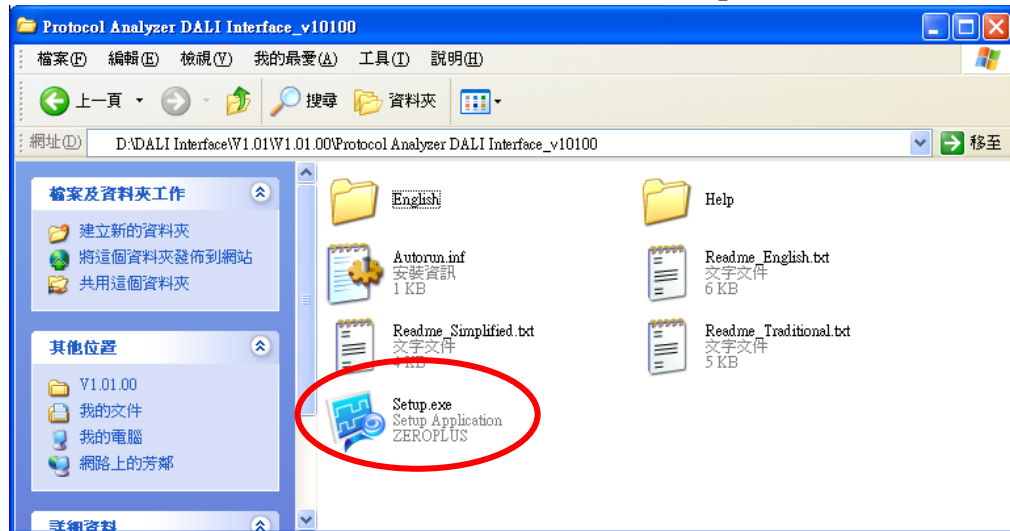 Protocol Analyzer DALI Interface_v10100
檔案(F) 編輯(E) 檢視(V) 我的最愛(A) 工具(T) 說明(H)
上一頁 搜尋 資料夾
網址(D) D:\DALI Interface\V1.01\V1.01.00\Protocol Analyzer DALI Interface_v10100 移至
檔案及資料夾工作
建立新的資料夾
將這個資料夾發佈到網站
共用這個資料夾
其他位置
V1.01.00
我的文件
我的電腦
網路上的芳鄰
詳細資料
English
Help
Autorun.inf
安裝資訊
1 KB
Readme_English.txt
文字文件
6 KB
Readme_Simplified.txt
文字文件
4 KB
Readme_Traditional.txt
文字文件
5 KB
Setup.exe
Setup Application
ZEROPLUS